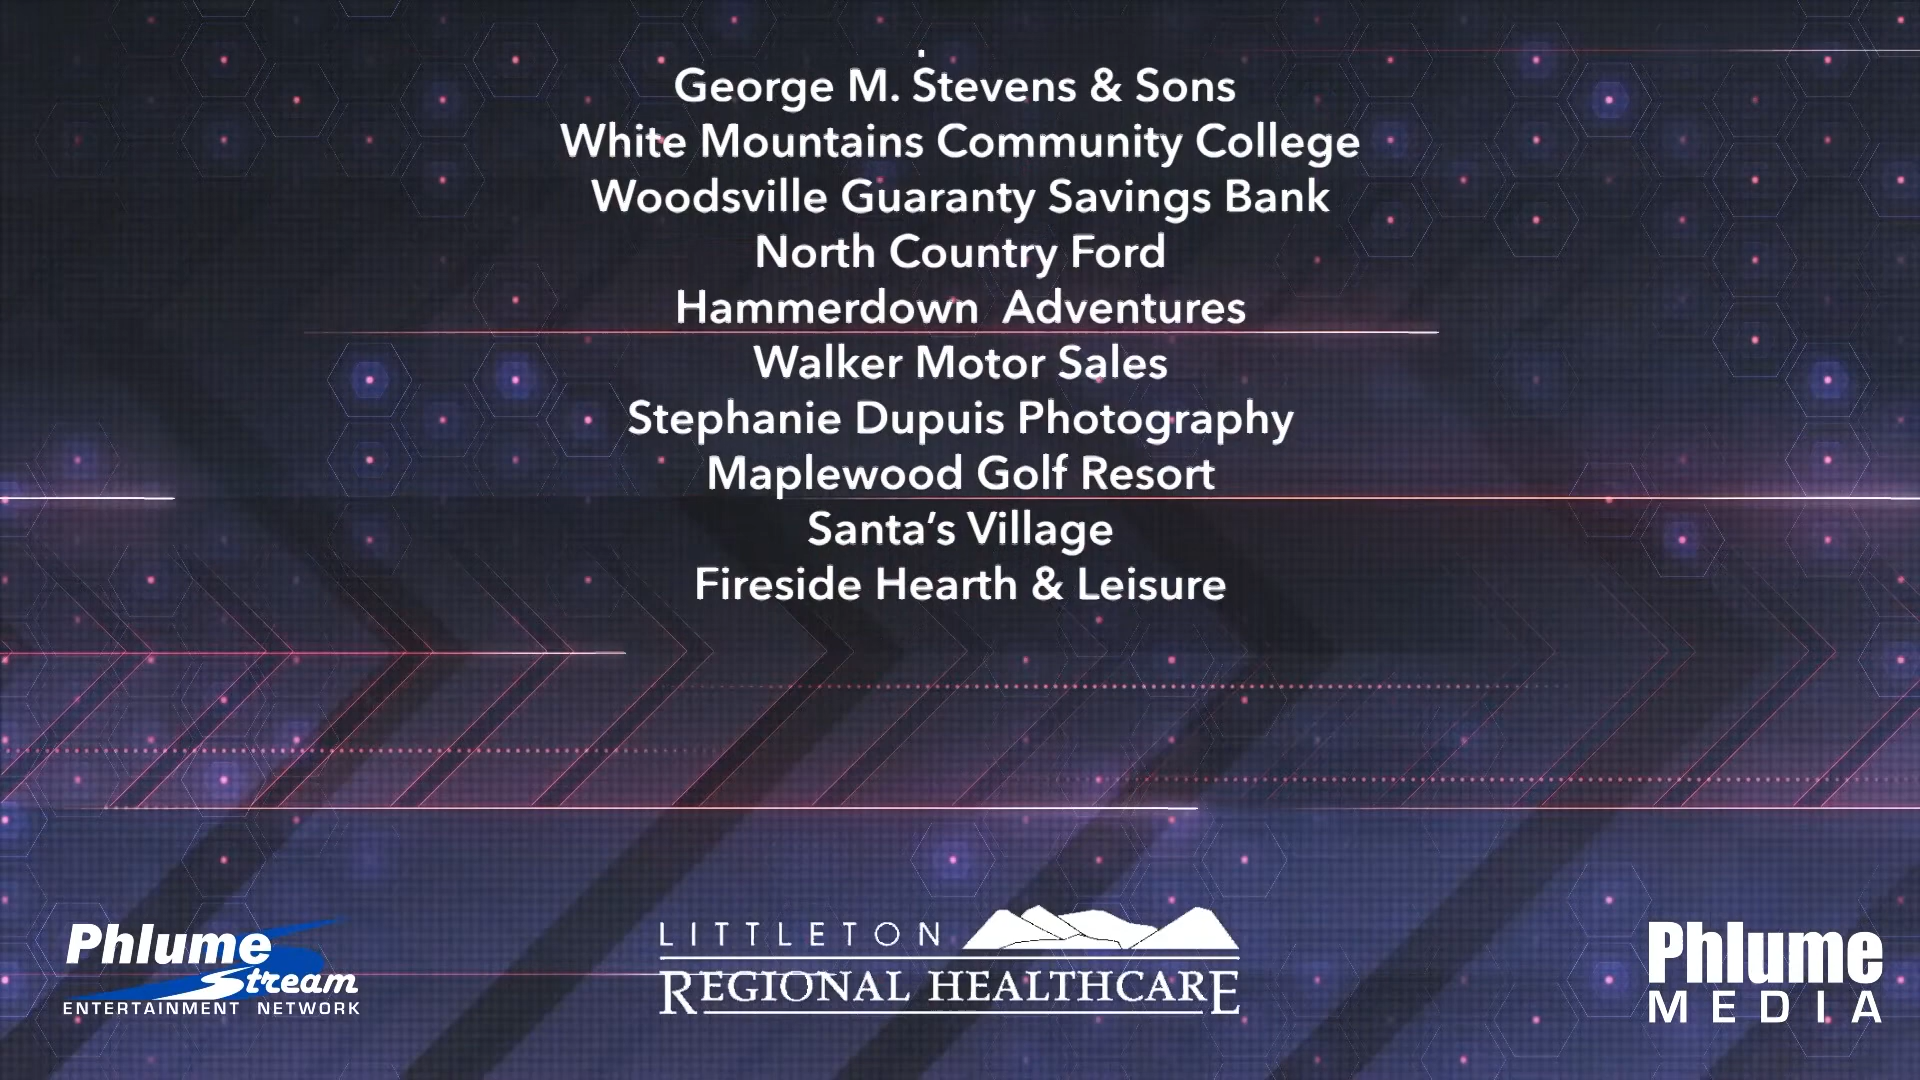 George M. Stevens & Sons
White Mountains Community College
Woodsville Guaranty Savings Bank
North Country Ford
Hammerdown  Adventures
Walker Motor Sales
Stephanie Dupuis Photography
Maplewood Golf Resort
Santa’s Village
Fireside Hearth & Leisure
Phlume
Stream
ENTERTAINMENT NETWORK
LITTLETON
REGIONAL HEALTHCARE
Phlume
MEDIA